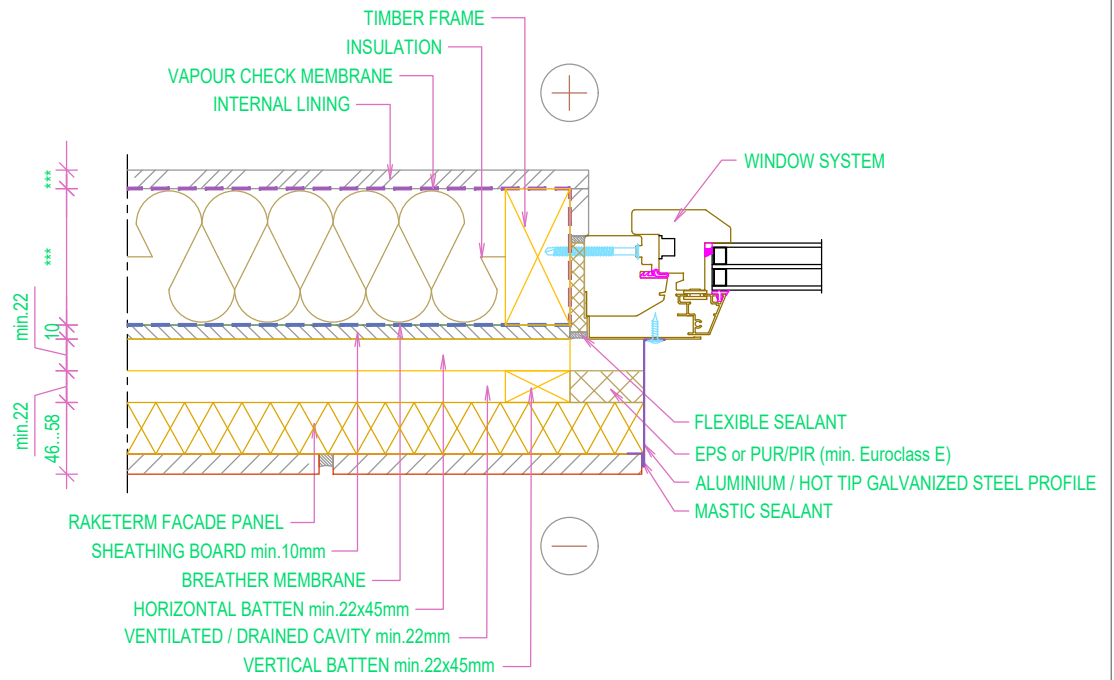 TIMBER FRAME
INSULATION
VAPOUR CHECK MEMBRANE
INTERNAL LINING
WINDOW SYSTEM
***
***
min.22
10
min.22
46...58
FLEXIBLE SEALANT
EPS or PUR/PIR (min. Euroclass E)
ALUMINIUM / HOT TIP GALVANIZED STEEL PROFILE
MASTIC SEALANT
RAKETERM FACADE PANEL
SHEATHING BOARD min.10mm
BREATHER MEMBRANE
HORIZONTAL BATTEN min.22x45mm
VENTILATED / DRAINED CAVITY min.22mm
VERTICAL BATTEN min.22x45mm